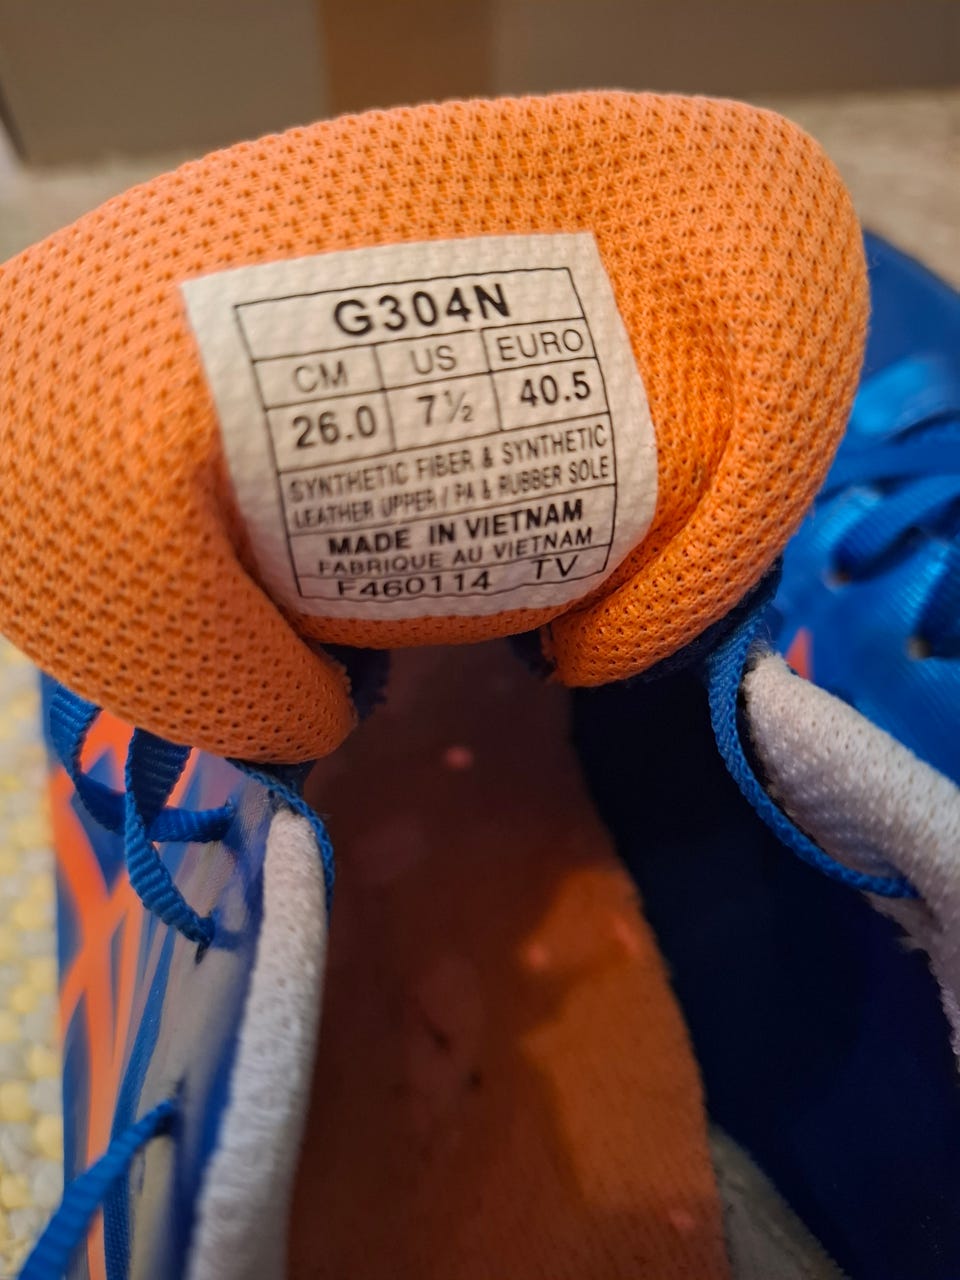 G304N
CM US EURO
26.0 7½ 40.5
SYNTHETIC FIBER & SYNTHETIC
LEATHER UPPER / PA & RUBBER SOLE
MADE IN VIETNAM
FABRIQUE AU VIETNAM
F460114 TV